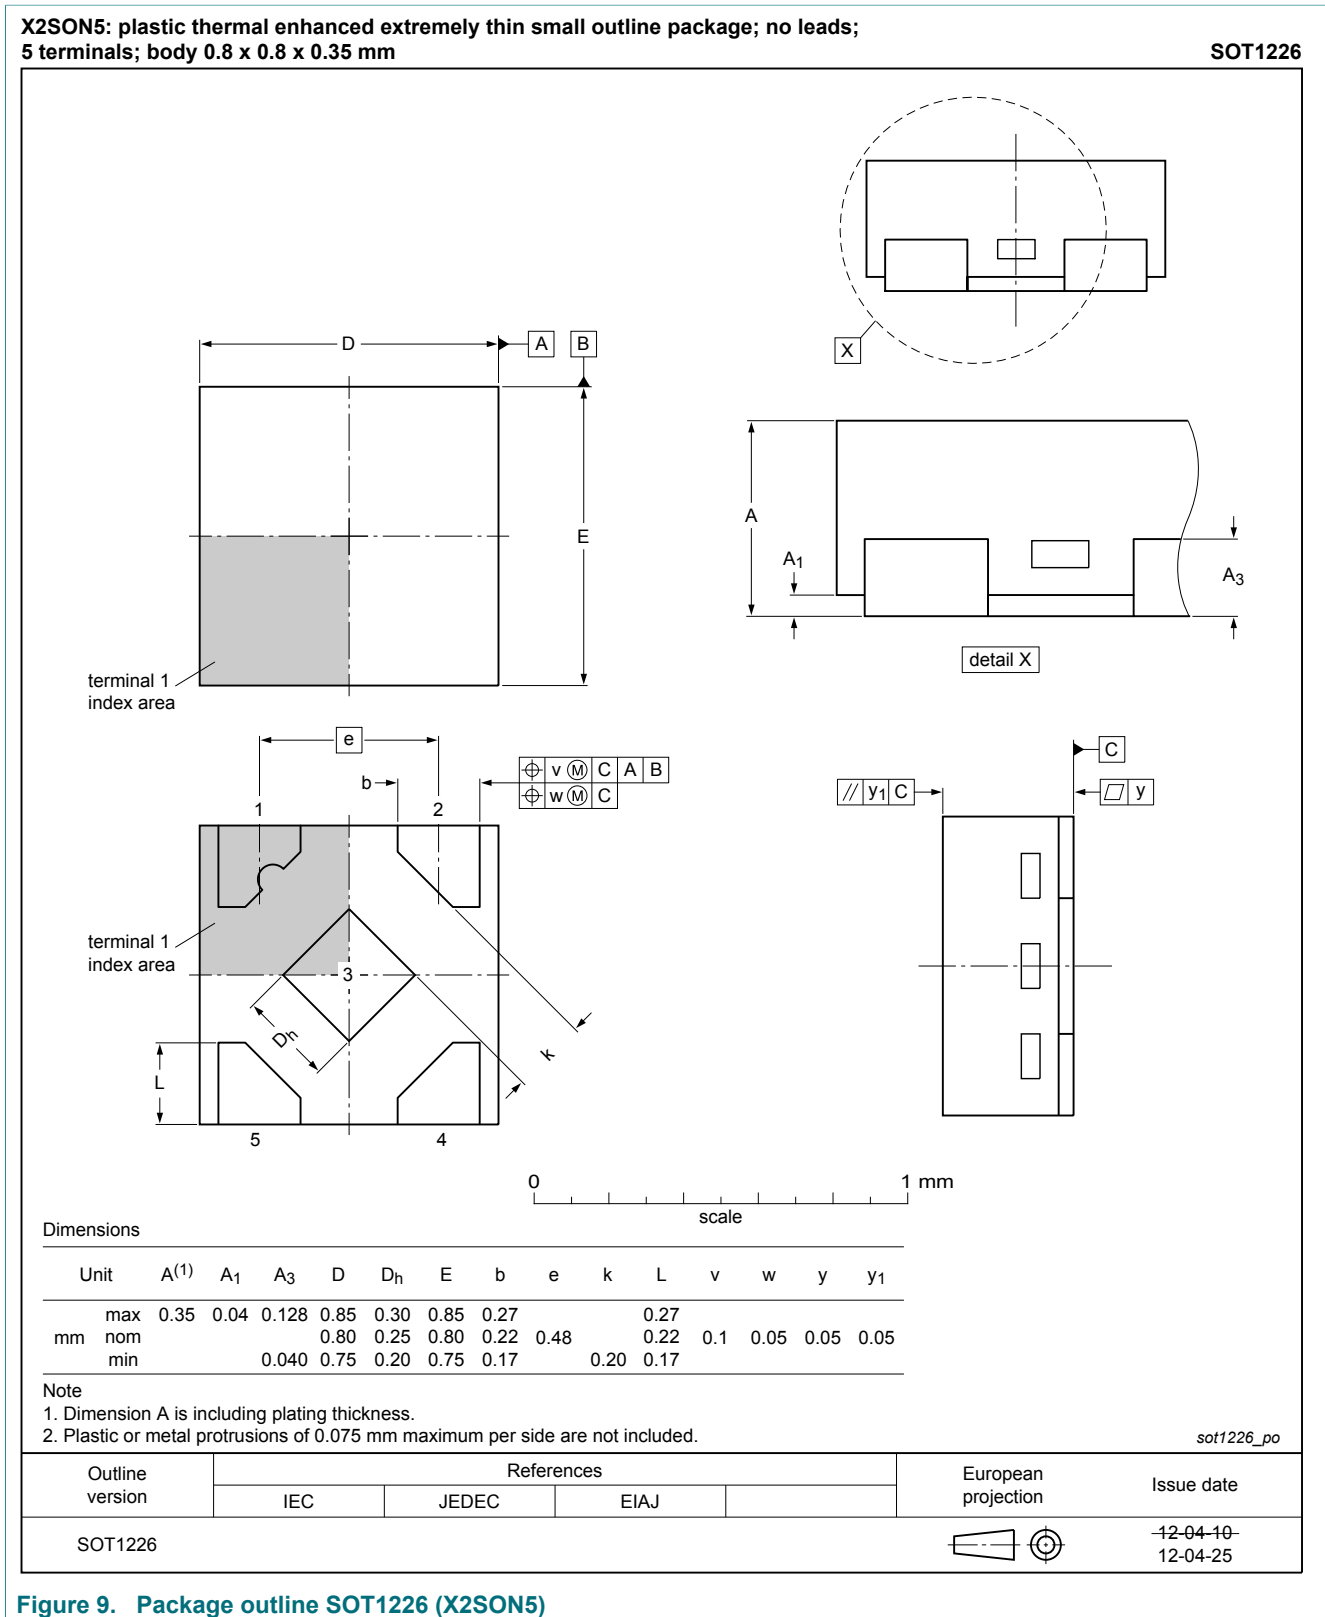 X2SON5: plastic thermal enhanced extremely thin small outline package; no leads;
5 terminals; body 0.8 x 0.8 x 0.35 mm SOT1226
X
D A B
E
terminal 1
index area
A
A1
A3
detail X
e
b
v M C A B
w M C
1 2
terminal 1
index area
3
Dh
k
L
5 4
C
// y1 C
y
0 1 mm
scale
Dimensions
Unit A(1) A1 A3 D Dh E b e k L v w y y1
max 0.35 0.04 0.128 0.85 0.30 0.85 0.27 0.27
mm nom 0.80 0.25 0.80 0.22 0.48 0.22 0.1 0.05 0.05 0.05
min 0.040 0.75 0.20 0.75 0.17 0.20 0.17
Note
1. Dimension A is including plating thickness.
2. Plastic or metal protrusions of 0.075 mm maximum per side are not included.
sot1226_po
Outline
version
References
IEC JEDEC EIAJ
European
projection
Issue date
SOT1226
12-04-10
12-04-25
Figure 9. Package outline SOT1226 (X2SON5)